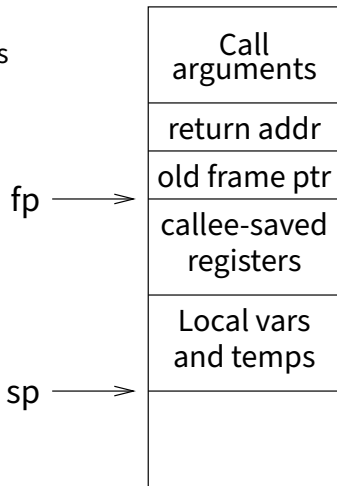 s
Call
arguments
return addr
old frame ptr
fp
callee-saved
registers
Local vars
and temps
sp